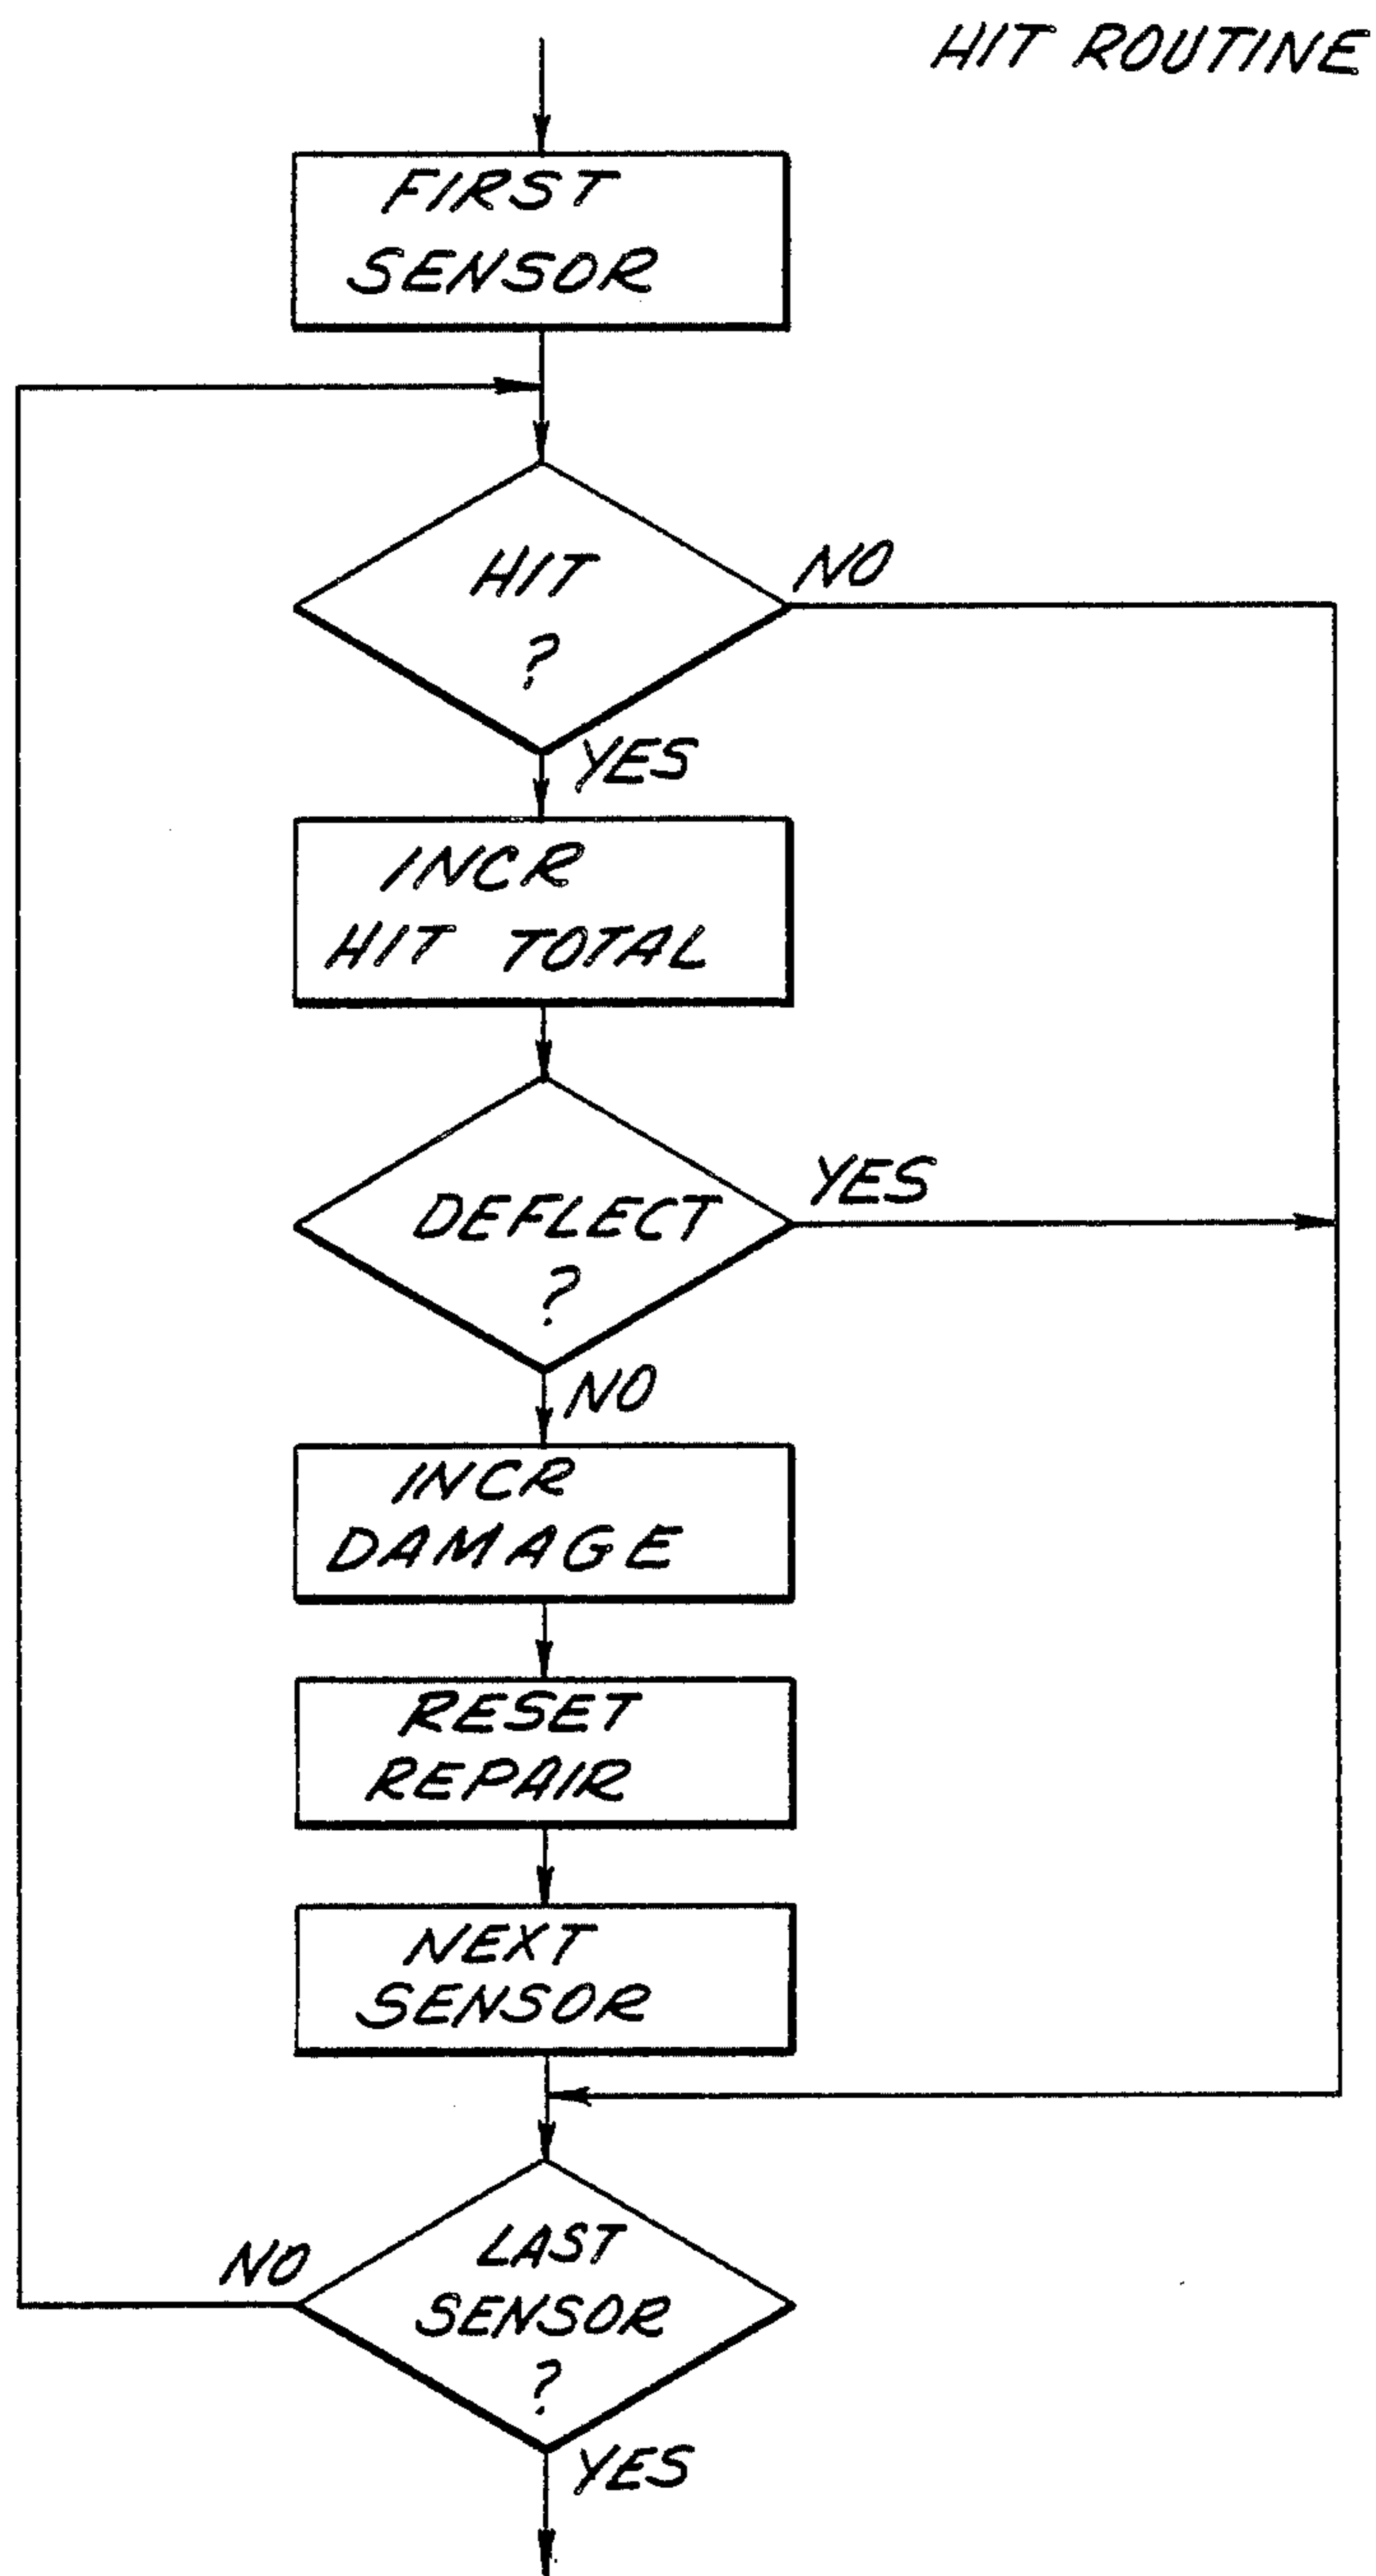 HIT ROUTINE
FIRST
SENSOR
HIT
?
NO
YES
INCR
HIT TOTAL
DEFLECT
?
YES
NO
INCR
DAMAGE
RESET
REPAIR
NEXT
SENSOR
LAST
SENSOR
?
NO
YES